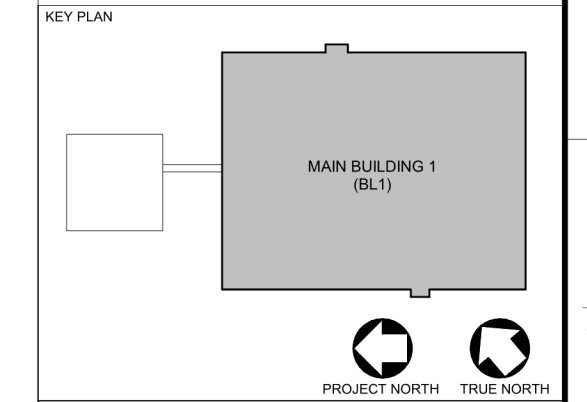 KEY PLAN
MAIN BUILDING 1
(BL1)
PROJECT NORTH
TRUE NORTH